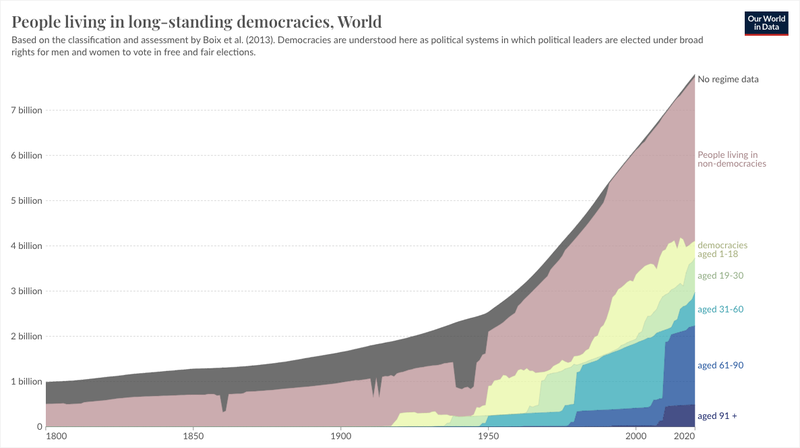 People living in long-standing democracies, World
Our World
in Data
Based on the classification and assessment by Boix et al. (2013). Democracies are understood here as political systems in which political leaders are elected under broad
rights for men and women to vote in free and fair elections.
No regime data
7 billion
6 billion
People living in
non-democracies
5 billion
4 billion
democracies
aged 1-18
aged 19-30
3 billion
aged 31-60
2 billion
aged 61-90
1 billion
aged 91 +
0
1800
1850
1900
1950
2000
2020